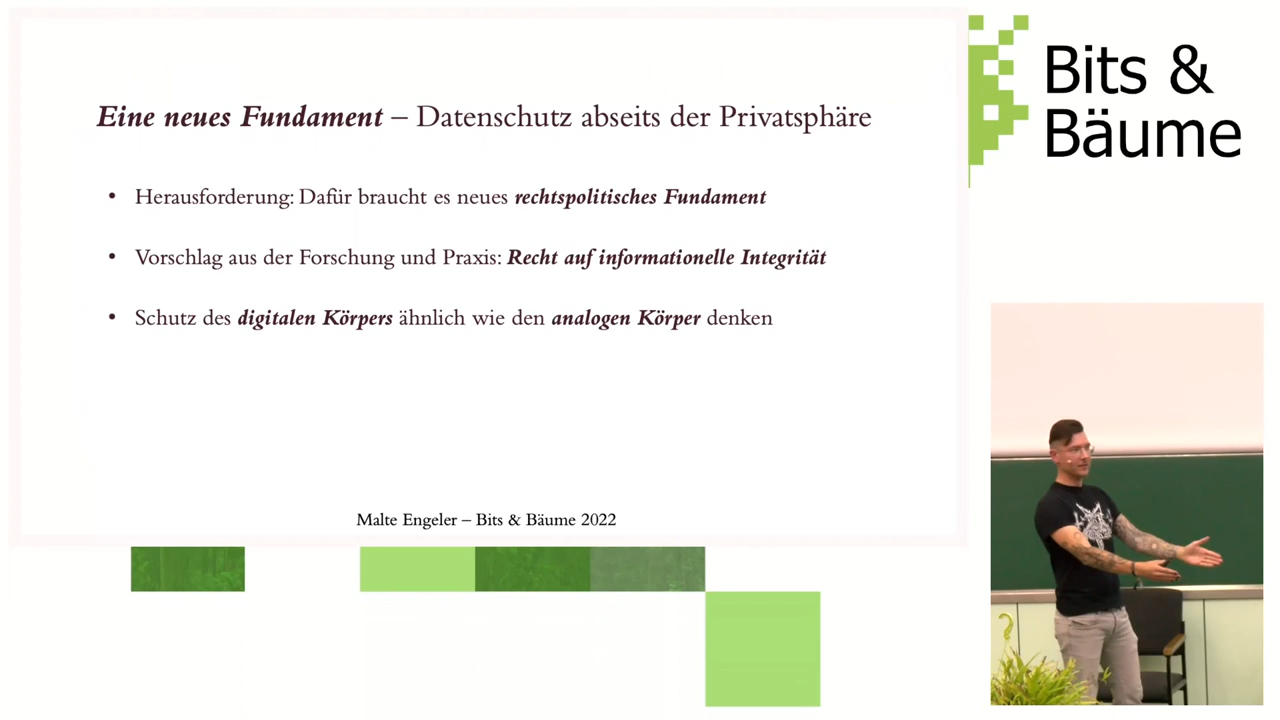 Eine neues Fundament – Datenschutz abseits der Privatsphäre
• Herausforderung: Dafür braucht es neues rechtspolitisches Fundament
• Vorschlag aus der Forschung und Praxis: Recht auf informationelle Integrität
• Schutz des digitalen Körpers ähnlich wie den analogen Körper denken
Malte Engeler – Bits & Bäume 2022
Bits &
Bäume